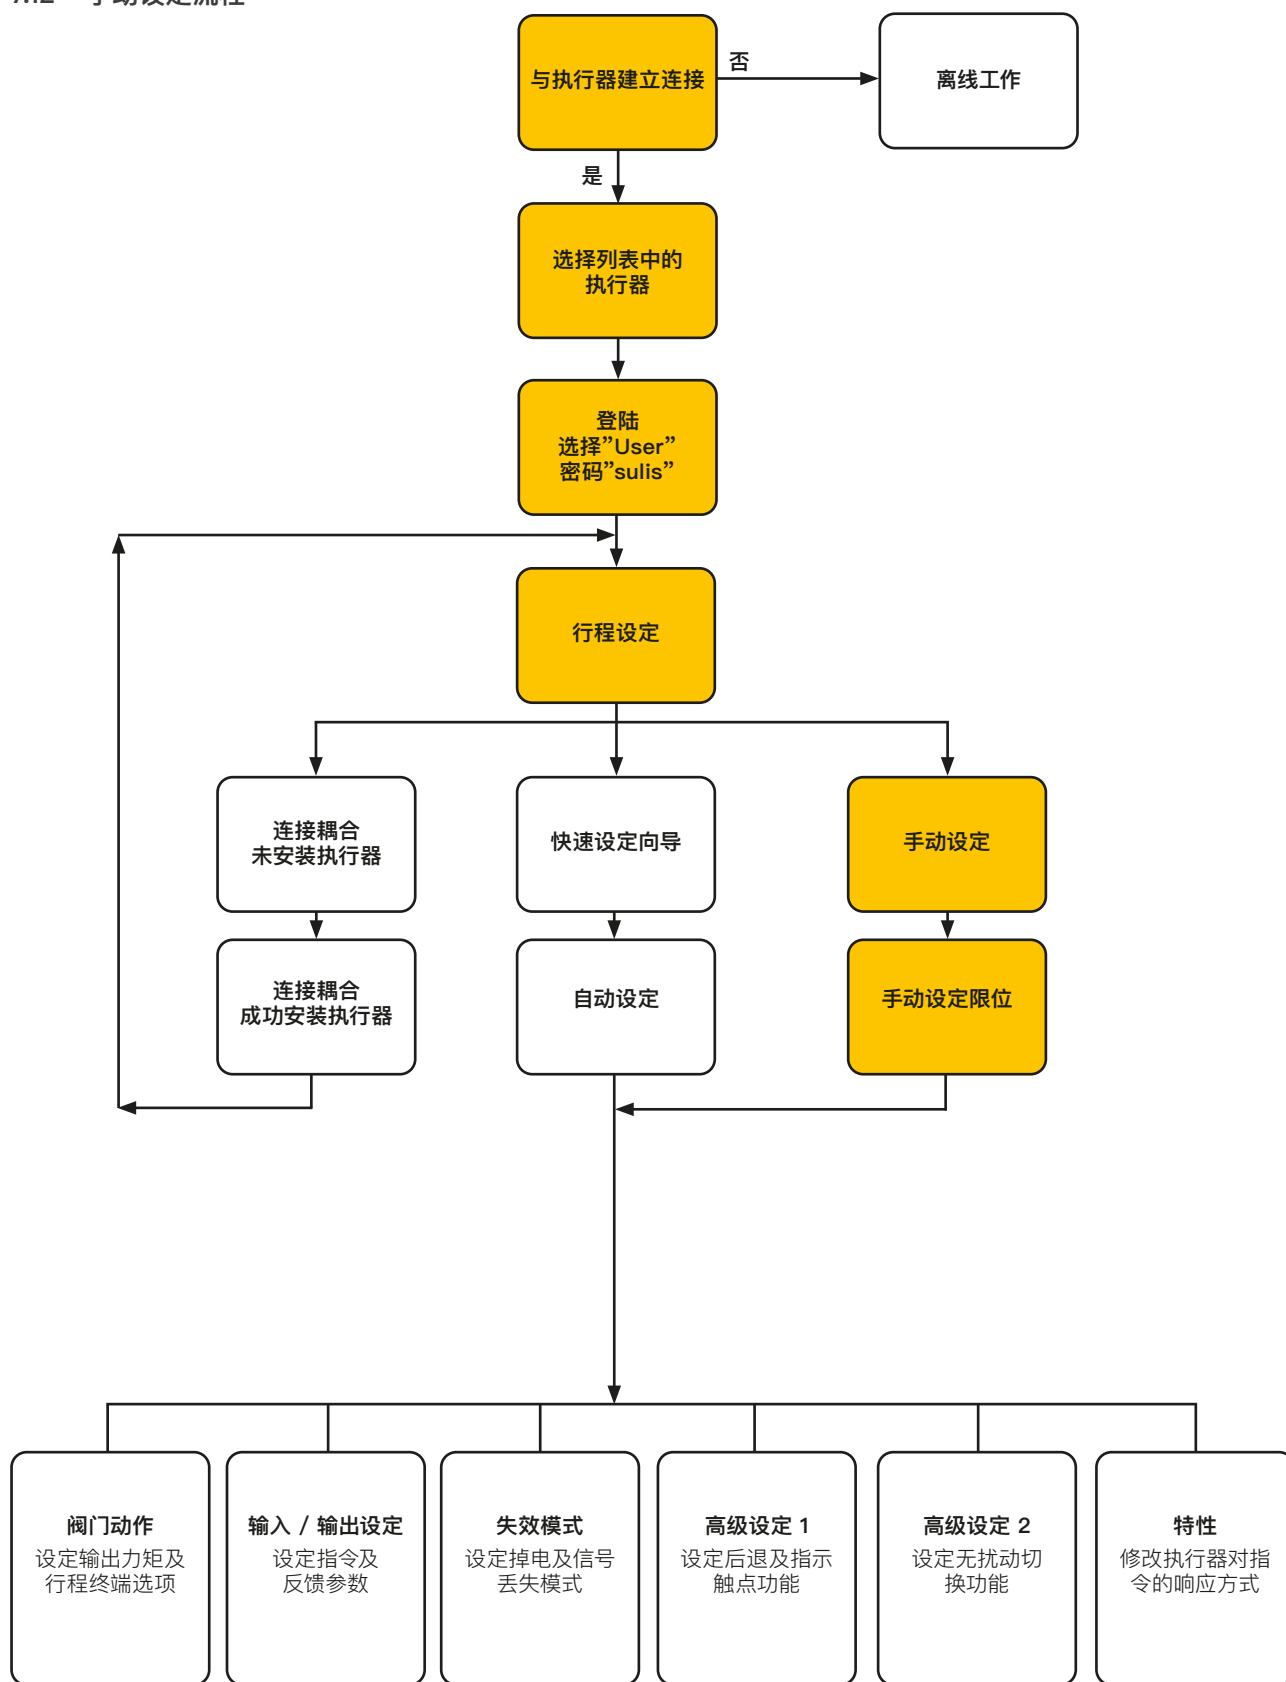 与执行器建立连接
否
离线工作
是
选择列表中的
执行器
登陆
选择”User”
密码”sulis”
行程设定
连接耦合
未安装执行器
快速设定向导
手动设定
连接耦合
成功安装执行器
自动设定
手动设定限位
阀门动作
设定输出力矩及
行程终端选项
输入 / 输出设定
设定指令及
反馈参数
失效模式
设定掉电及信号
丢失模式
高级设定 1
设定后退及指示
触点功能
高级设定 2
设定无扰动切
换功能
特性
修改执行器对指
令的响应方式